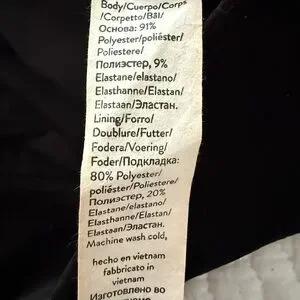 Body/Cuerpo/Corps
/Corpetto/Bål/
Основа: 91%
Polyester/poliéster/
Poliestere/
Полиэстер, 9%
Elastane/elastano/
Elasthanne/Elastan/
Elastaan/Эластан.
Lining/Forro/
Doublure/Futter/
Fodera/Voering/
Foder/Подкладка:
80% Polyester/
poliéster/Poliestere/
Полиэстер, 20%
Elastane/elastano/
Elasthanne/Elastan/
Elastaan/Эластан.
Machine wash cold,
hecho en vietnam
fabbricato in
vietnam
Изготовлено во